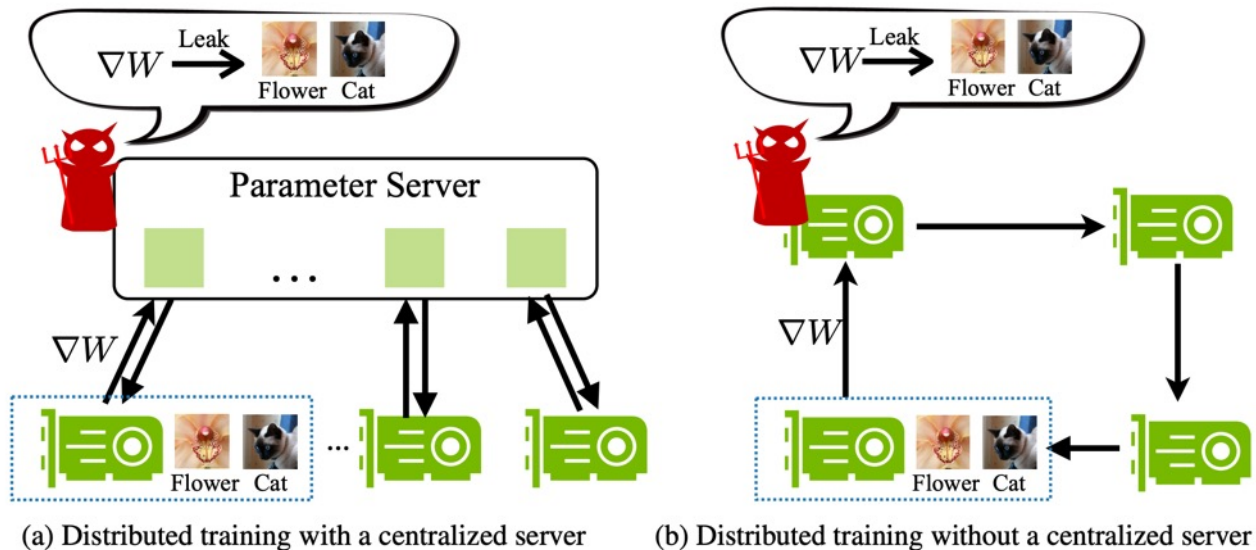 Leak
∇W
Flower Cat
Parameter Server
...
∇W
...
Flower Cat
(a) Distributed training with a centralized server
Leak
∇W
Flower Cat
∇W
Flower Cat
(b) Distributed training without a centralized server